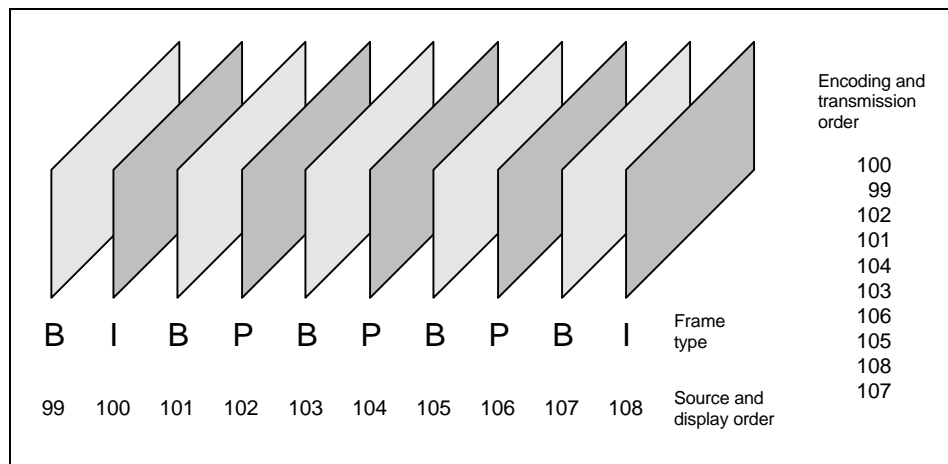 Encoding and
transmission
order
100
99
102
101
104
103
106
105
108
107
B I B P B P B P B I
Frame
type
99 100 101 102 103 104 105 106 107 108
Source and
display order